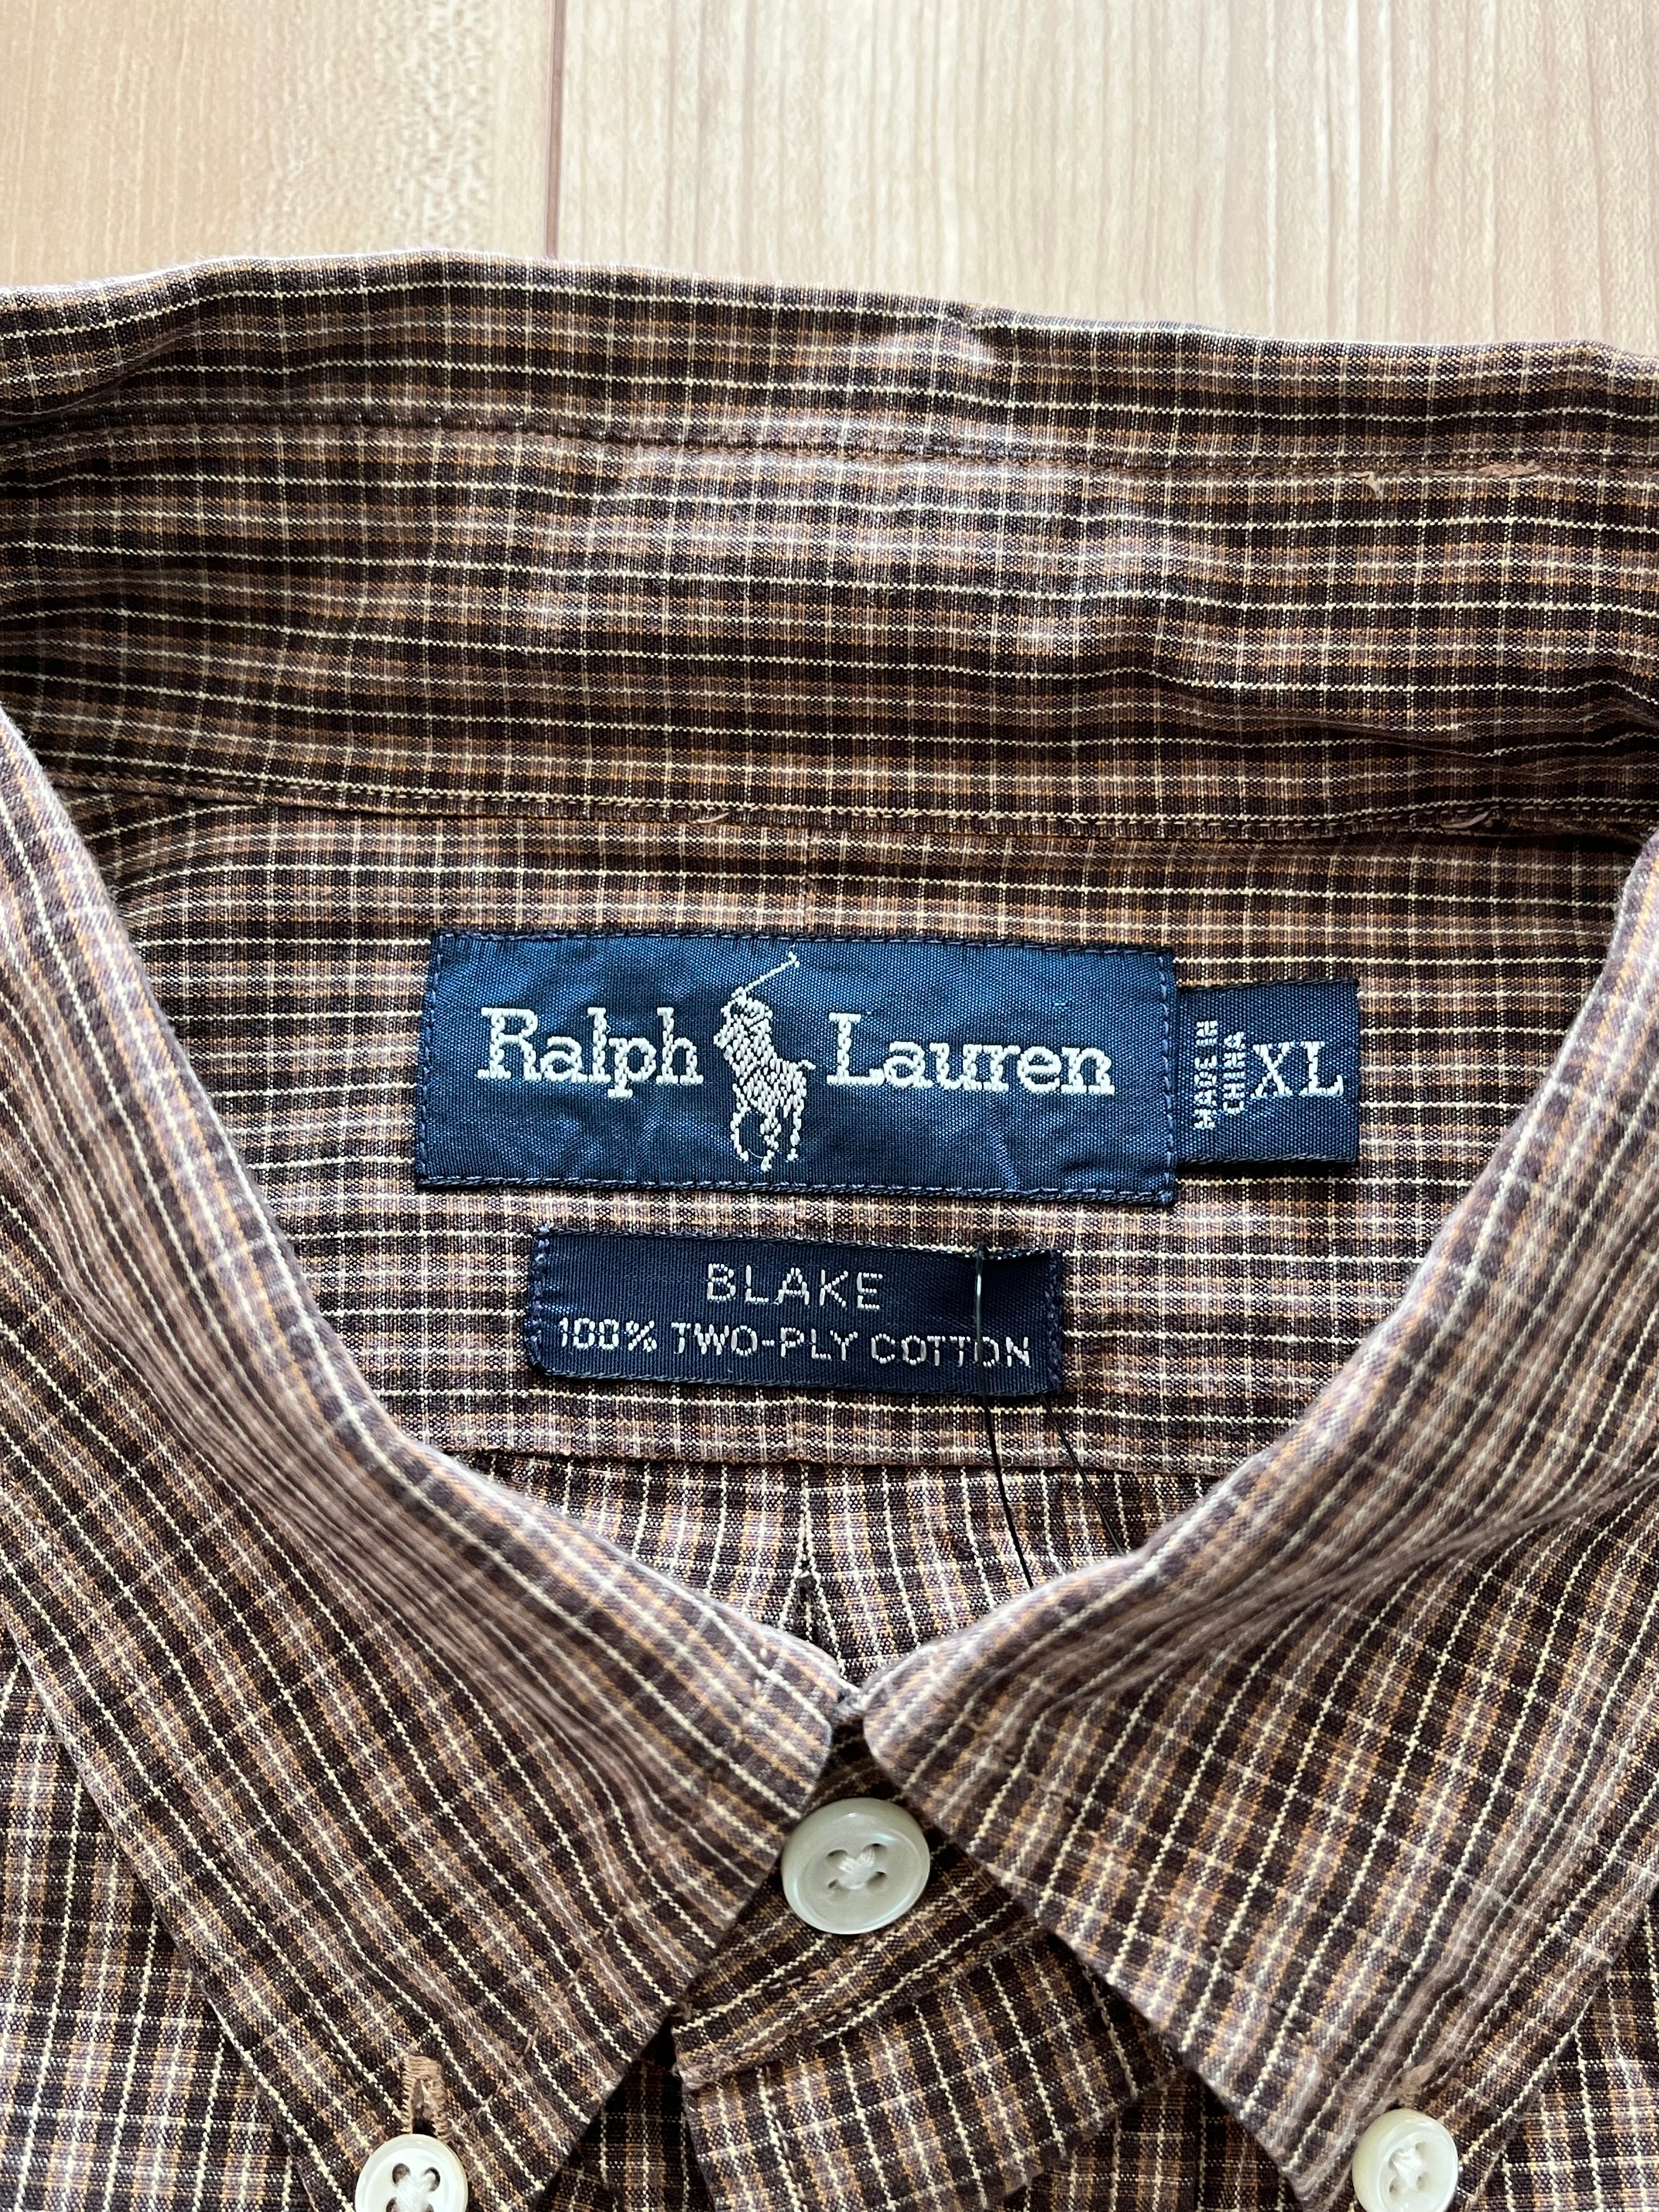 Ralph Lauren
MADE IN
CHINA
XL
BLAKE
100% TWO-PLY COTTON